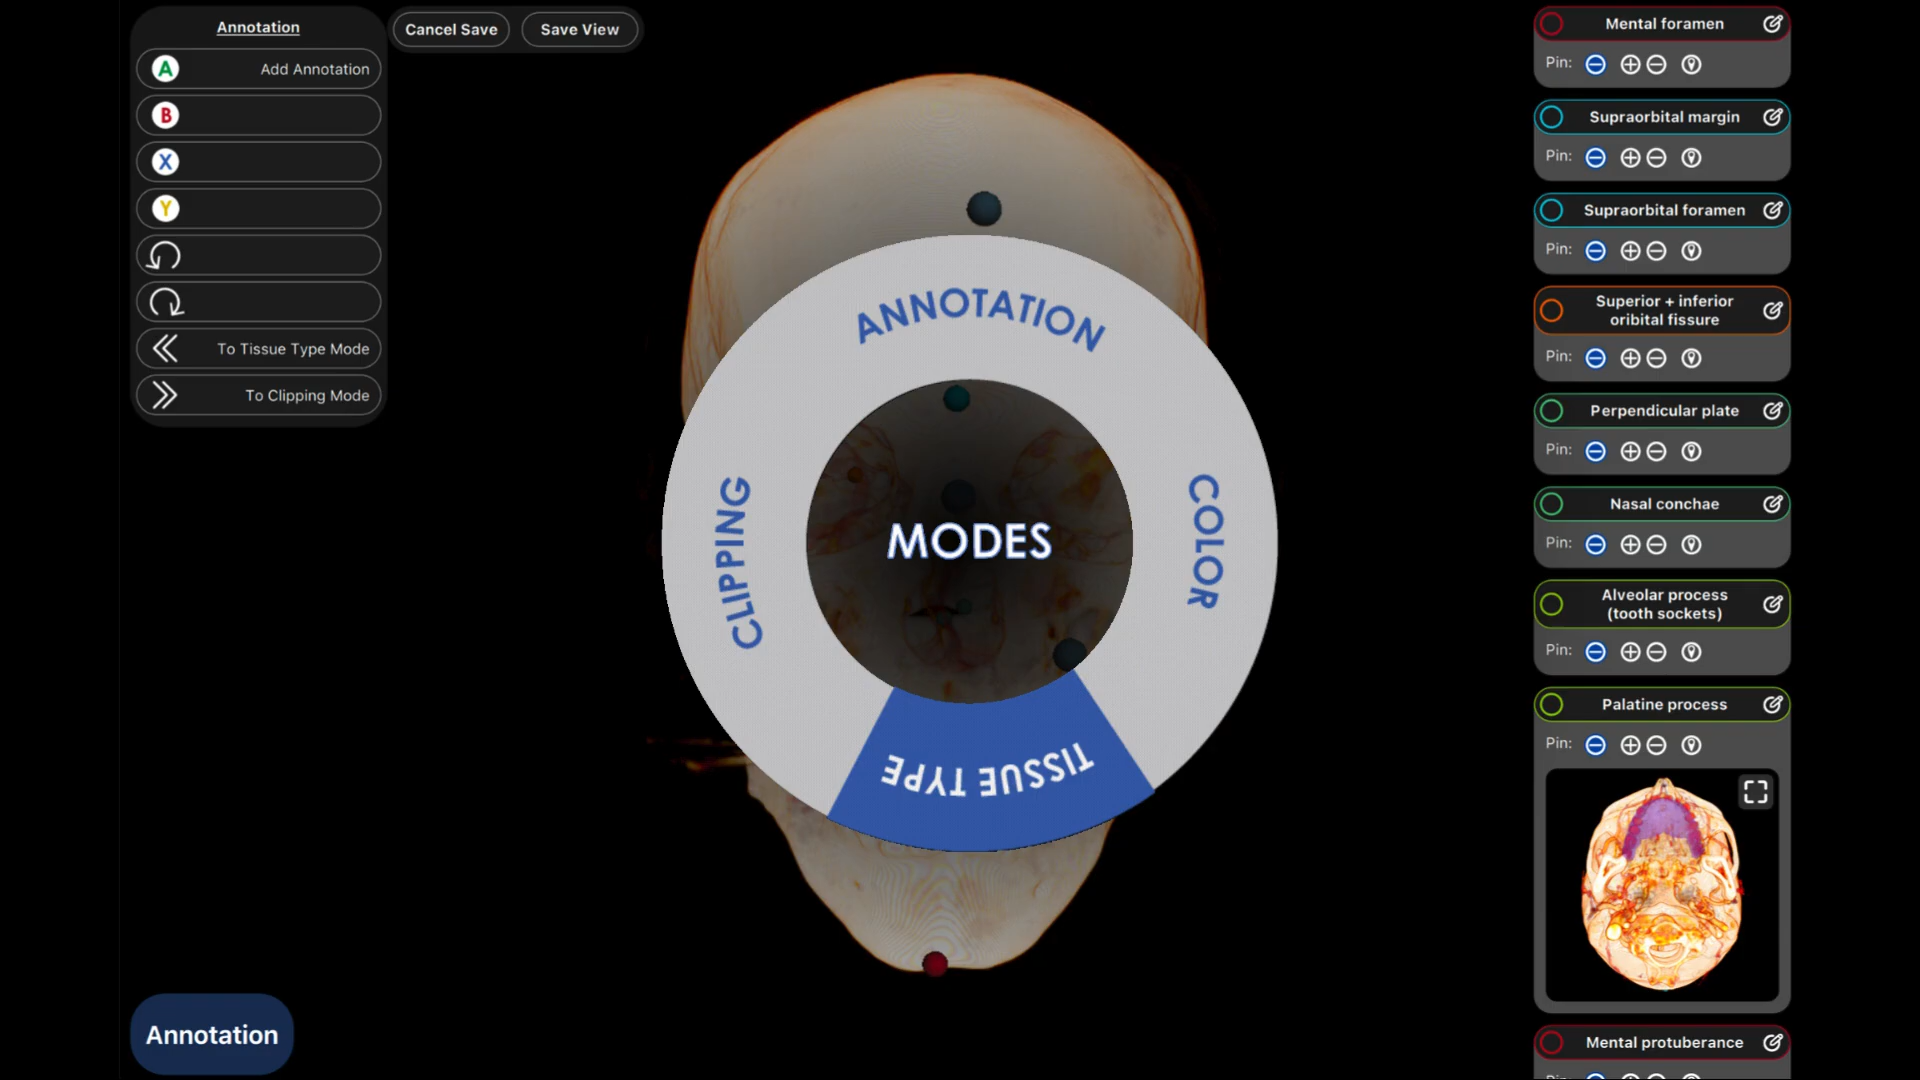 Annotation
A Add Annotation
B
X
Y
To Tissue Type Mode
To Clipping Mode
Cancel Save
Save View
ANNOTATION
COLOR
TISSUE TYPE
CLIPPING
MODES
Annotation
Mental foramen
Pin:
Supraorbital margin
Pin:
Supraorbital foramen
Pin:
Superior + inferior
oribital fissure
Pin:
Perpendicular plate
Pin:
Nasal conchae
Pin:
Alveolar process
(tooth sockets)
Pin:
Palatine process
Pin:
Mental protuberance
Pin: